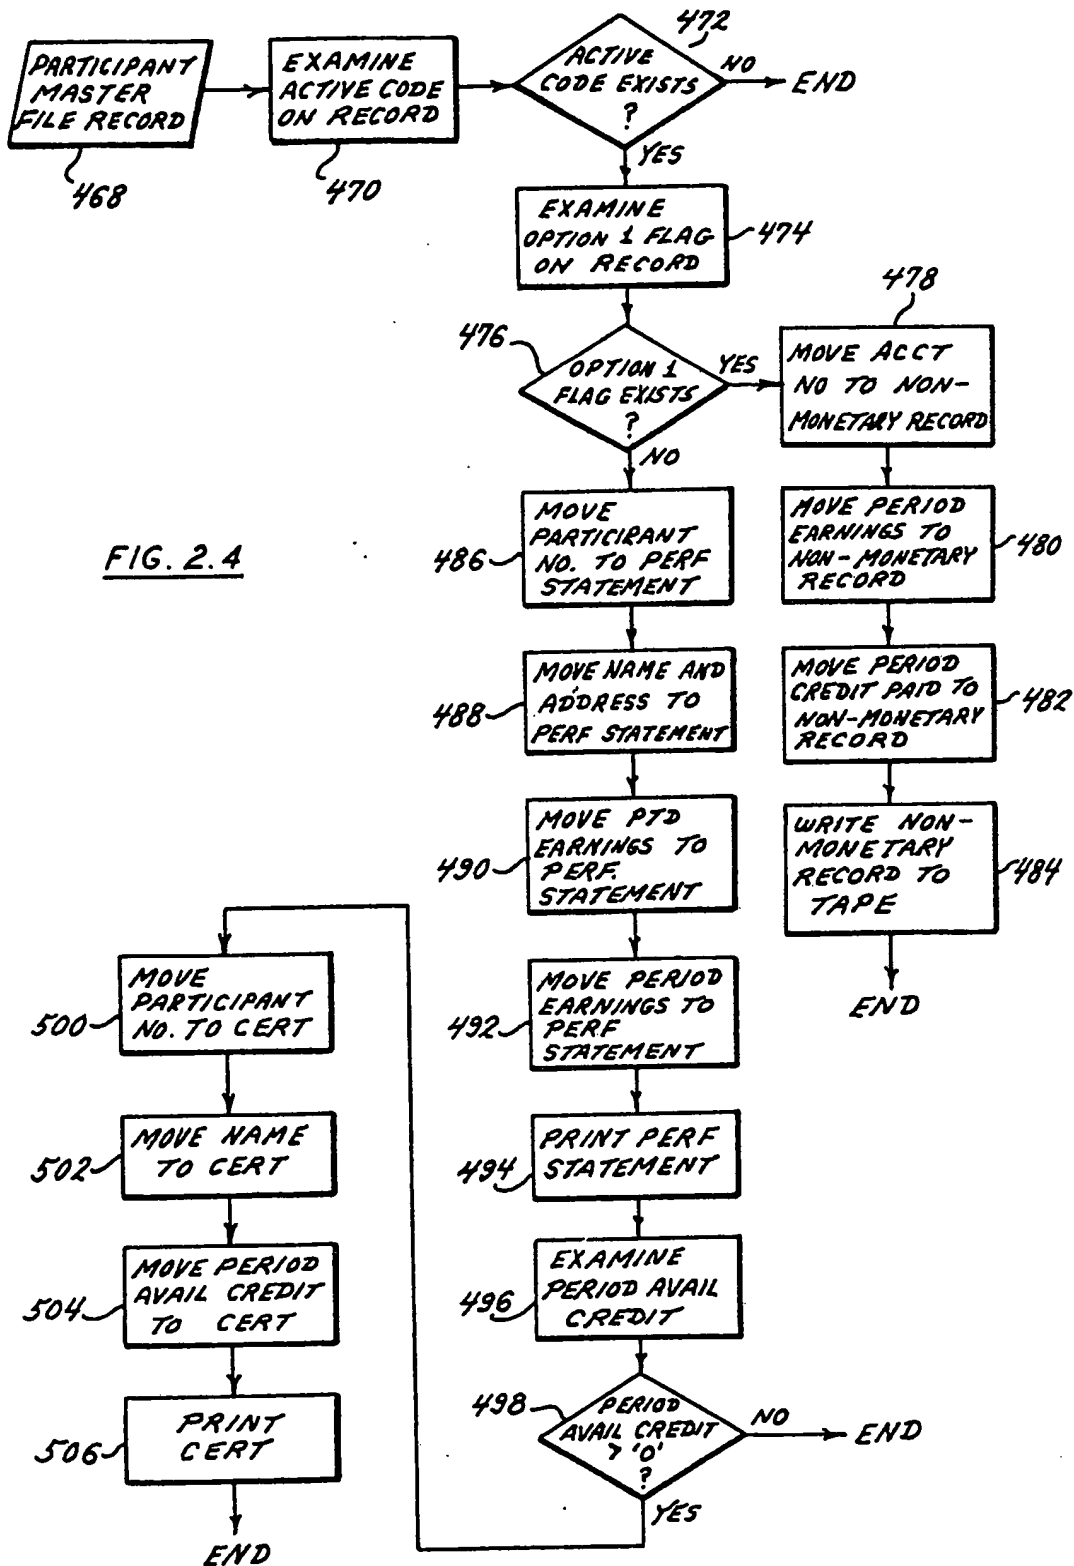 PARTICIPANT
MASTER
FILE RECORD
468
EXAMINE
ACTIVE CODE
ON RECORD
470
472
ACTIVE
CODE EXISTS
?
NO
END
YES
EXAMINE
OPTION 1 FLAG
ON RECORD
474
476
OPTION 1
FLAG EXISTS
?
YES
NO
478
MOVE ACCT
NO TO NON-
MONETARY RECORD
MOVE PERIOD
EARNINGS TO
NON-MONETARY
RECORD
480
MOVE PERIOD
CREDIT PAID TO
NON-MONETARY
RECORD
482
WRITE NON-
MONETARY
RECORD TO
TAPE
484
END
FIG. 2.4
MOVE
PARTICIPANT
NO. TO PERF
STATEMENT
486
MOVE NAME AND
ADDRESS TO
PERF STATEMENT
488
MOVE PTD
EARNINGS TO
PERF.
STATEMENT
490
MOVE PERIOD
EARNINGS TO
PERF
STATEMENT
492
PRINT PERF
STATEMENT
494
EXAMINE
PERIOD AVAIL
CREDIT
496
498
PERIOD
AVAIL CREDIT
> '0'
?
NO
END
YES
MOVE
PARTICIPANT
NO. TO CERT
500
MOVE NAME
TO CERT
502
MOVE PERIOD
AVAIL CREDIT
TO CERT
504
PRINT
CERT
506
END